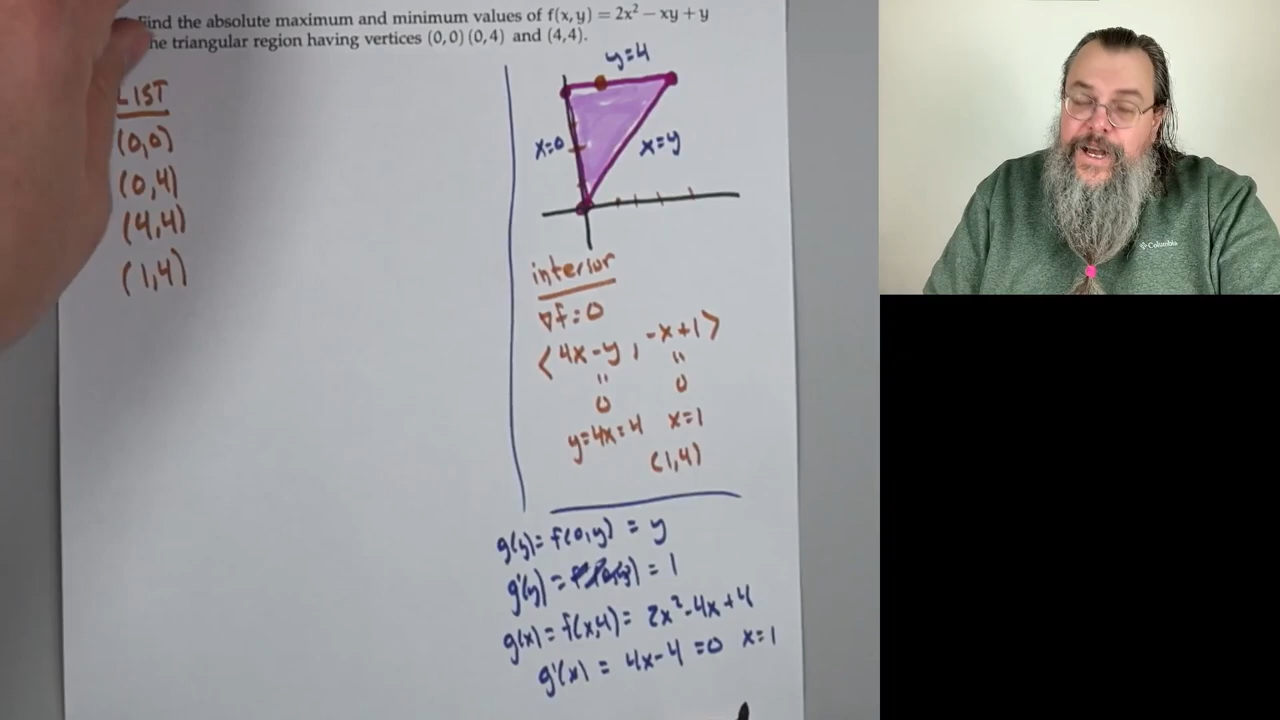 Find the absolute maximum and minimum values of f(x,y) = 2x² − xy + y
he triangular region having vertices (0,0) (0,4) and (4,4).
LIST
(0,0)
(0,4)
(4,4)
(1,4)
y=4
x=0
x=y
interior
∇f=0
<4x-y, -x+1>
" "
0 0
y=4x=4 x=1
(1,4)
g(y)= f(0,y) = y
g'(y) = = 1
g(x) = f(x,4) = 2x²-4x+4
g'(x) = 4x-4 =0 x=1
Columbia